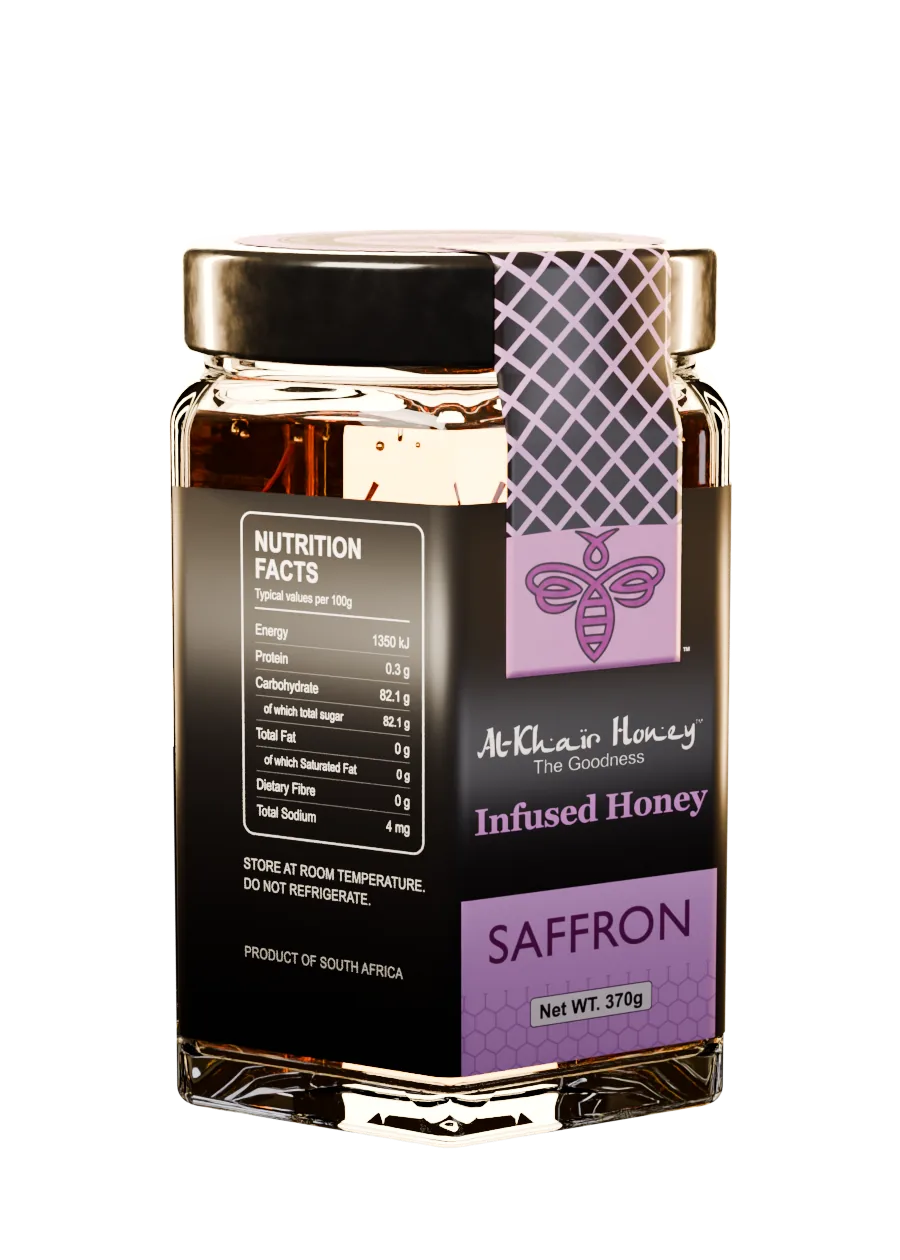 NUTRITION
FACTS
Typical values per 100g
Energy 1350 kJ
Protein 0.3 g
Carbohydrate 82.1 g
of which total sugar 82.1 g
Total Fat 0 g
of which Saturated Fat 0 g
Dietary Fibre 0 g
Total Sodium 4 mg
STORE AT ROOM TEMPERATURE.
DO NOT REFRIGERATE.
PRODUCT OF SOUTH AFRICA
™
Al-Khair Honey™
The Goodness
Infused Honey
SAFFRON
Net WT. 370g